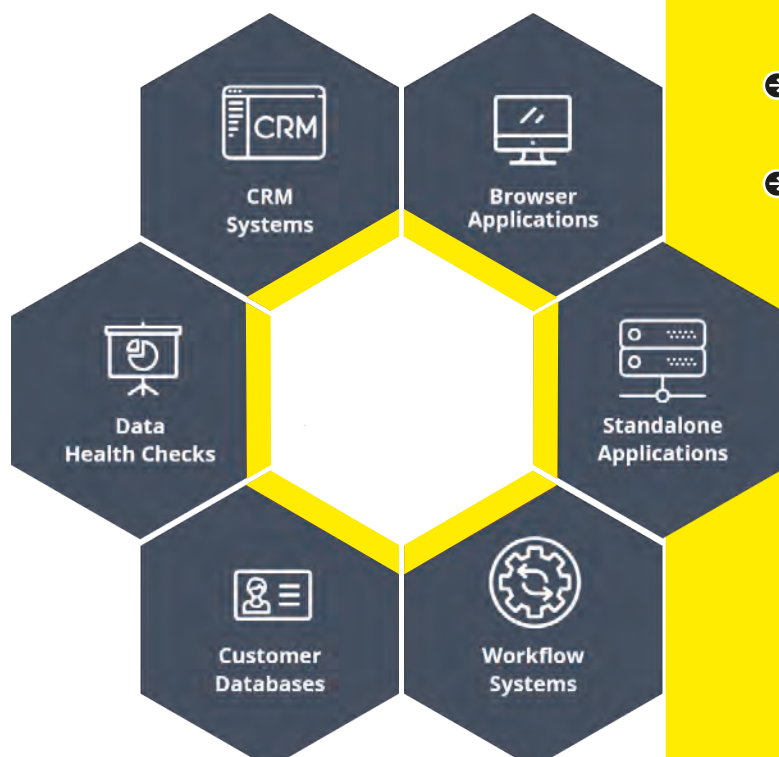 CRM
CRM
Systems
Browser
Applications
Data
Health Checks
Standalone
Applications
Customer
Databases
Workflow
Systems